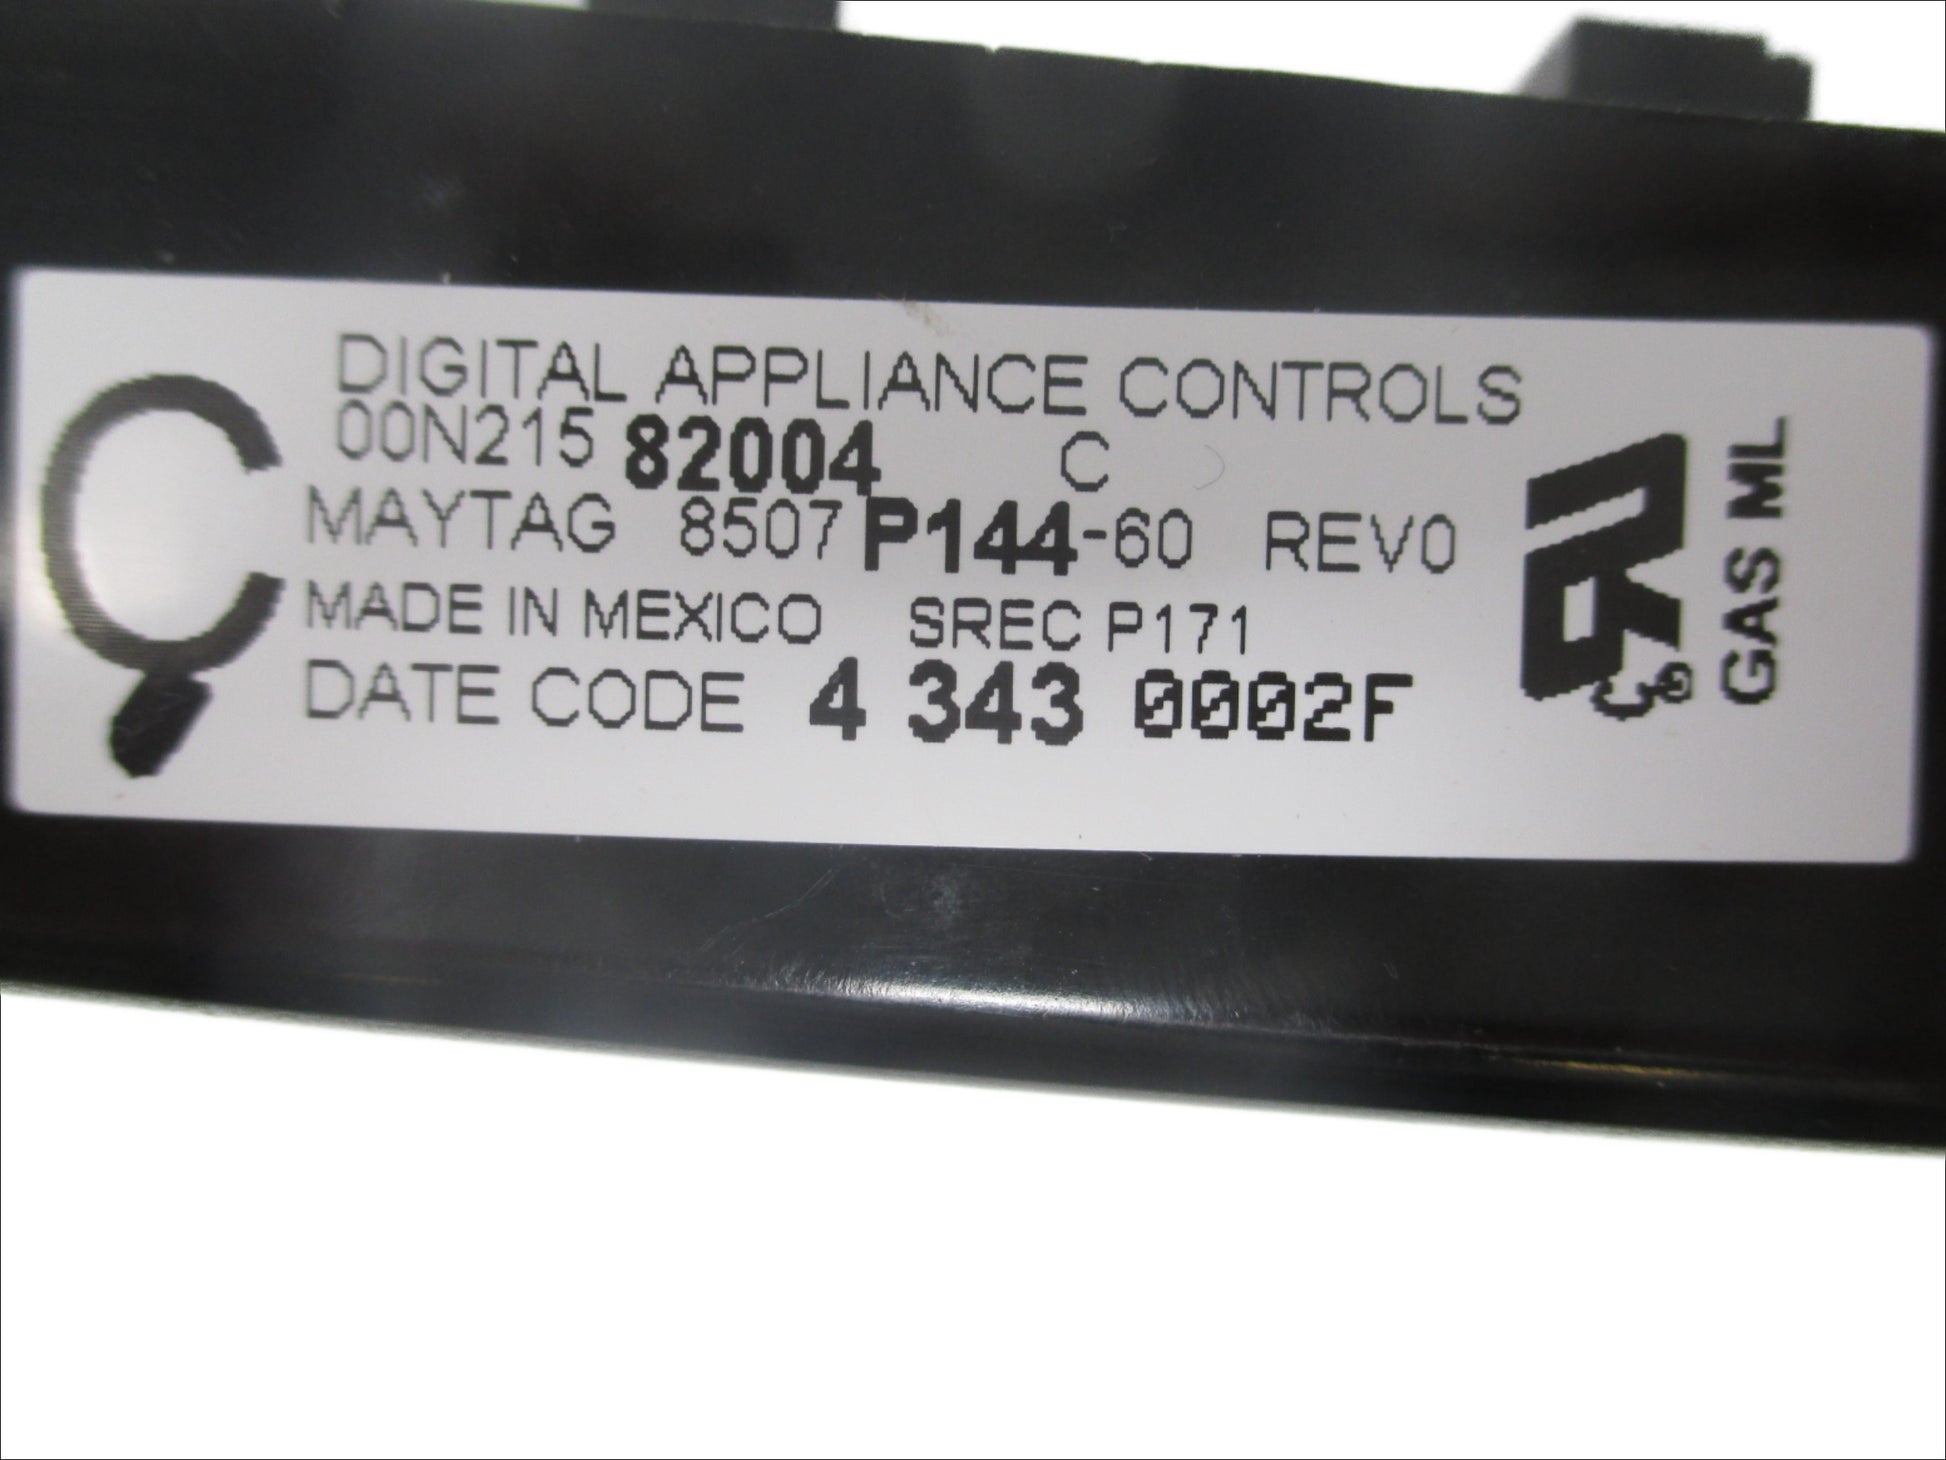 DIGITAL APPLIANCE CONTROLS
00N215 82004 C
MAYTAG 8507 P144-60 REV0
MADE IN MEXICO SREC P171
DATE CODE 4 343 0002F
GAS ML